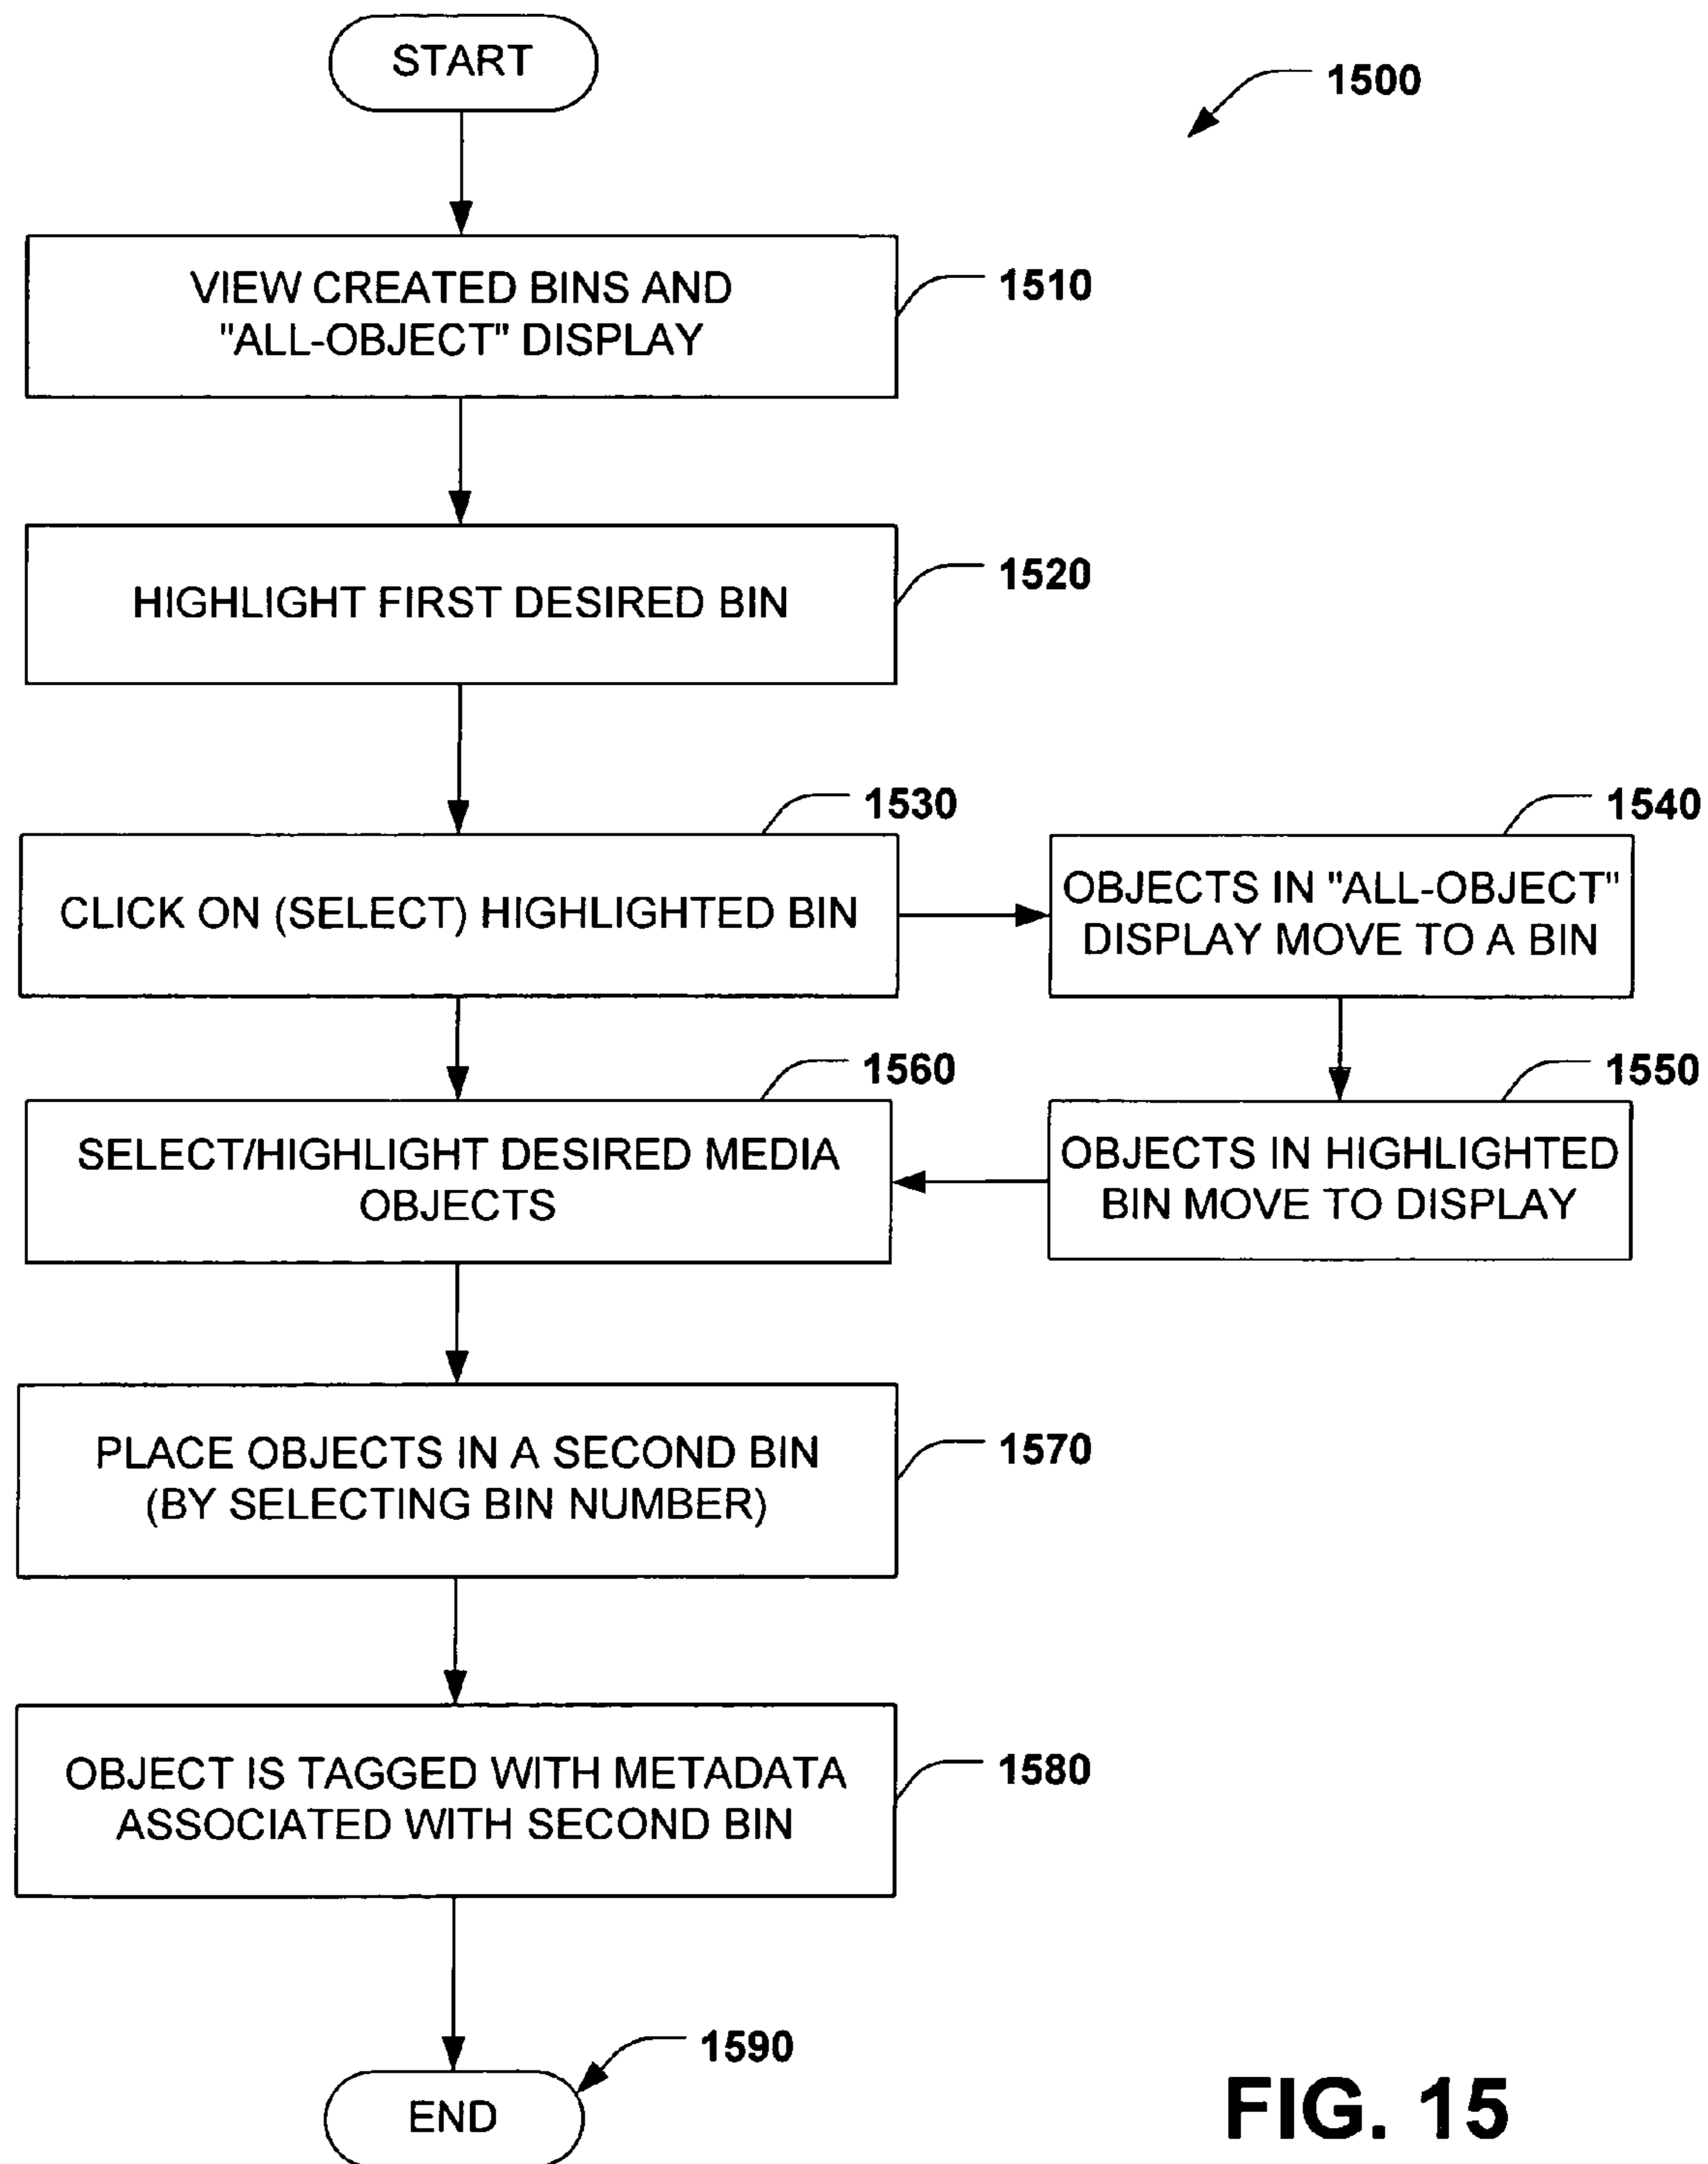 START
1500
VIEW CREATED BINS AND
"ALL-OBJECT" DISPLAY
1510
HIGHLIGHT FIRST DESIRED BIN
1520
CLICK ON (SELECT) HIGHLIGHTED BIN
1530
OBJECTS IN "ALL-OBJECT"
DISPLAY MOVE TO A BIN
1540
OBJECTS IN HIGHLIGHTED
BIN MOVE TO DISPLAY
1550
SELECT/HIGHLIGHT DESIRED MEDIA
OBJECTS
1560
PLACE OBJECTS IN A SECOND BIN
(BY SELECTING BIN NUMBER)
1570
OBJECT IS TAGGED WITH METADATA
ASSOCIATED WITH SECOND BIN
1580
END
1590
FIG. 15